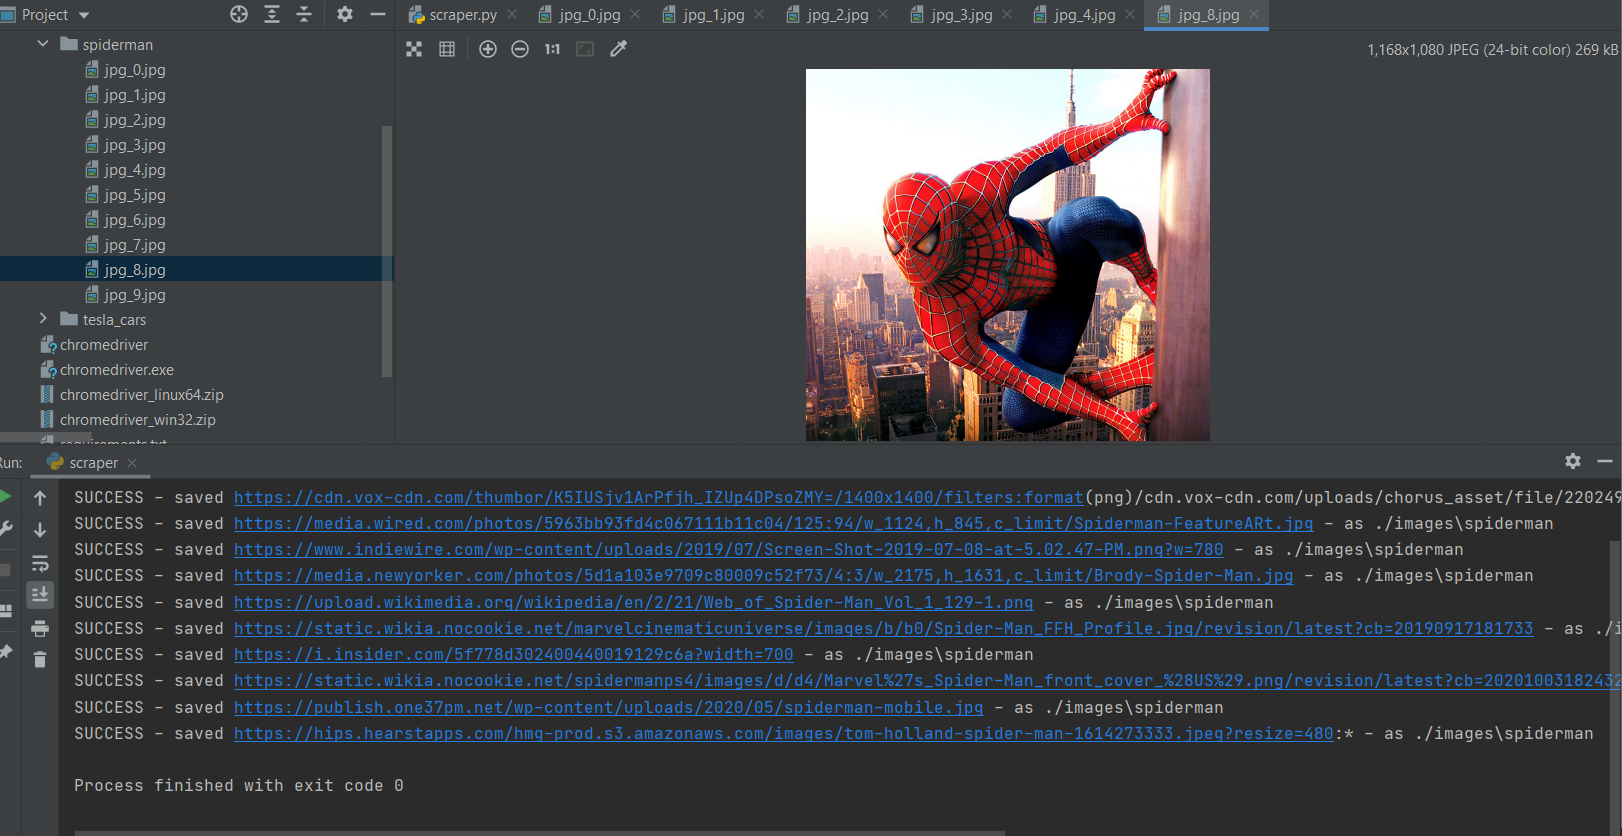 Project
scraper.py
jpg_0.jpg
jpg_1.jpg
jpg_2.jpg
jpg_3.jpg
jpg_4.jpg
jpg_8.jpg
1:1
1,168x1,080 JPEG (24-bit color) 269 kB
spiderman
jpg_0.jpg
jpg_1.jpg
jpg_2.jpg
jpg_3.jpg
jpg_4.jpg
jpg_5.jpg
jpg_6.jpg
jpg_7.jpg
jpg_8.jpg
jpg_9.jpg
tesla_cars
chromedriver
chromedriver.exe
chromedriver_linux64.zip
chromedriver_win32.zip
requirements.txt
Run:
scraper
SUCCESS - saved https://cdn.vox-cdn.com/thumbor/K5IUSjv1ArPfjh_IZUp4DPsoZMY=/1400x1400/filters:format(png)/cdn.vox-cdn.com/uploads/chorus_asset/file/220249
SUCCESS - saved https://media.wired.com/photos/5963bb93fd4c067111b11c04/125:94/w_1124,h_845,c_limit/Spiderman-FeatureARt.jpg - as ./images\spiderman
SUCCESS - saved https://www.indiewire.com/wp-content/uploads/2019/07/Screen-Shot-2019-07-08-at-5.02.47-PM.png?w=780 - as ./images\spiderman
SUCCESS - saved https://media.newyorker.com/photos/5d1a103e9709c80009c52f73/4:3/w_2175,h_1631,c_limit/Brody-Spider-Man.jpg - as ./images\spiderman
SUCCESS - saved https://upload.wikimedia.org/wikipedia/en/2/21/Web_of_Spider-Man_Vol_1_129-1.png - as ./images\spiderman
SUCCESS - saved https://static.wikia.nocookie.net/marvelcinematicuniverse/images/b/b0/Spider-Man_FFH_Profile.jpg/revision/latest?cb=20190917181733 - as ./i
SUCCESS - saved https://i.insider.com/5f778d302400440019129c6a?width=700 - as ./images\spiderman
SUCCESS - saved https://static.wikia.nocookie.net/spidermanps4/images/d/d4/Marvel%27s_Spider-Man_front_cover_%28US%29.png/revision/latest?cb=20201003182432
SUCCESS - saved https://publish.one37pm.net/wp-content/uploads/2020/05/spiderman-mobile.jpg - as ./images\spiderman
SUCCESS - saved https://hips.hearstapps.com/hmg-prod.s3.amazonaws.com/images/tom-holland-spider-man-1614273333.jpeg?resize=480:* - as ./images\spiderman
Process finished with exit code 0